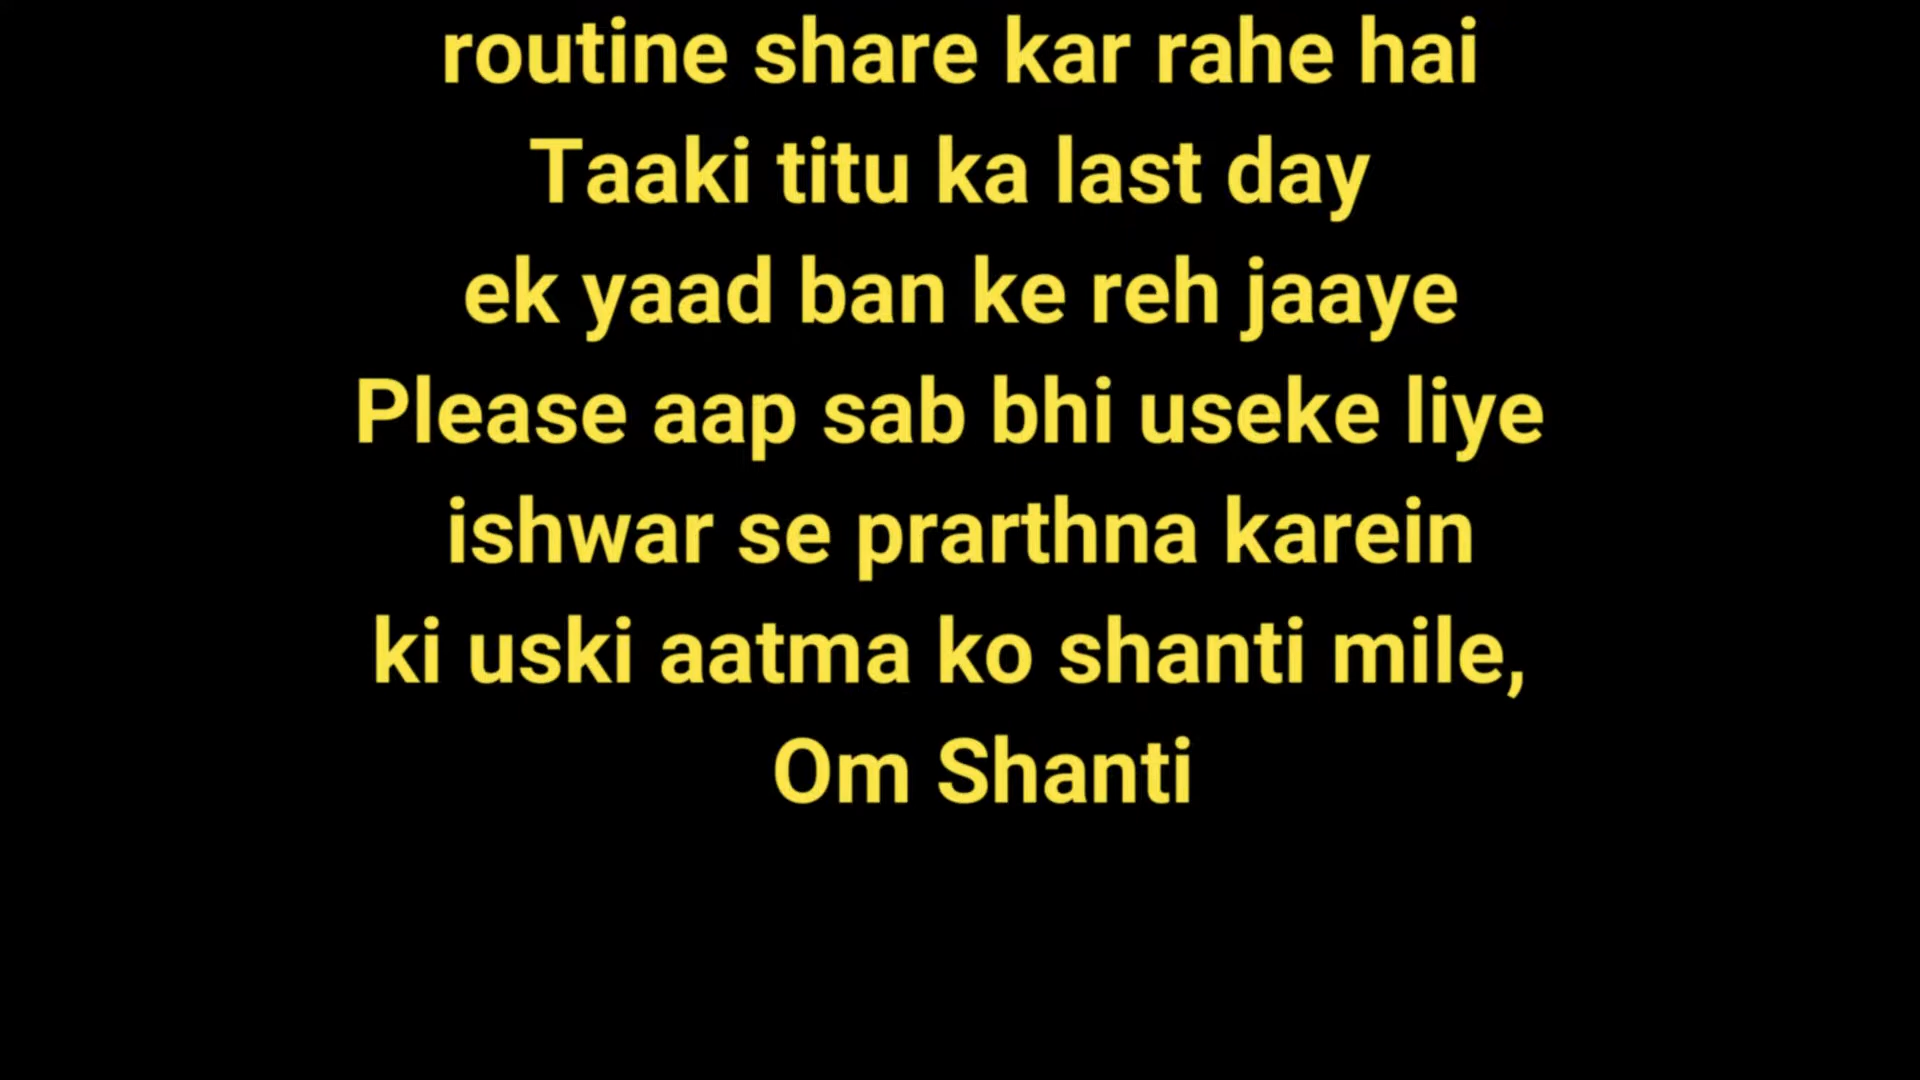 routine share kar rahe hai
Taaki titu ka last day
ek yaad ban ke reh jaaye
Please aap sab bhi useke liye
ishwar se prarthna karein
ki uski aatma ko shanti mile,
Om Shanti